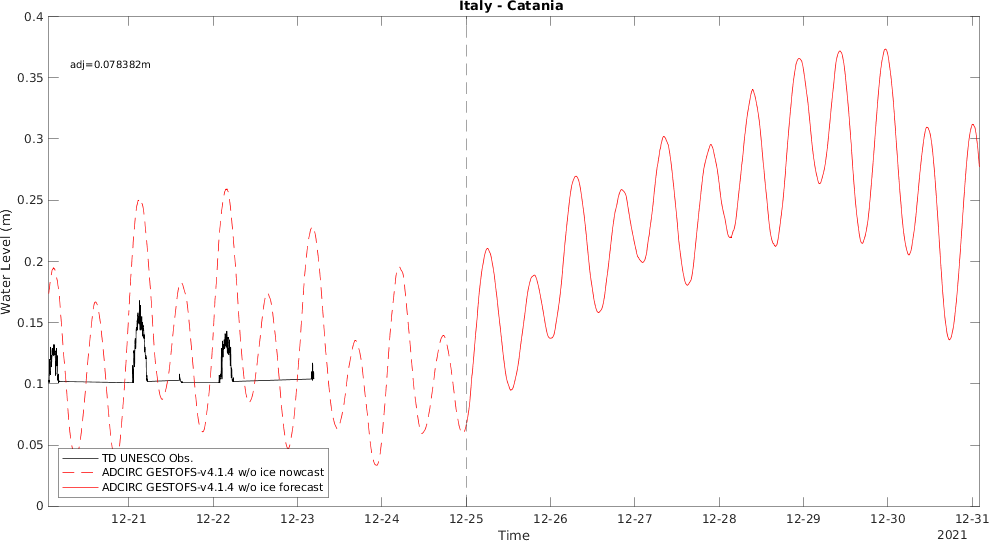 Italy - Catania
adj=0.078382m
Water Level (m)
0.4
0.35
0.3
0.25
0.2
0.15
0.1
0.05
0
TD UNESCO Obs.
ADCIRC GESTOFS-v4.1.4 w/o ice nowcast
ADCIRC GESTOFS-v4.1.4 w/o ice forecast
12-21 12-22 12-23 12-24 12-25 12-26 12-27 12-28 12-29 12-30 12-31
Time
2021